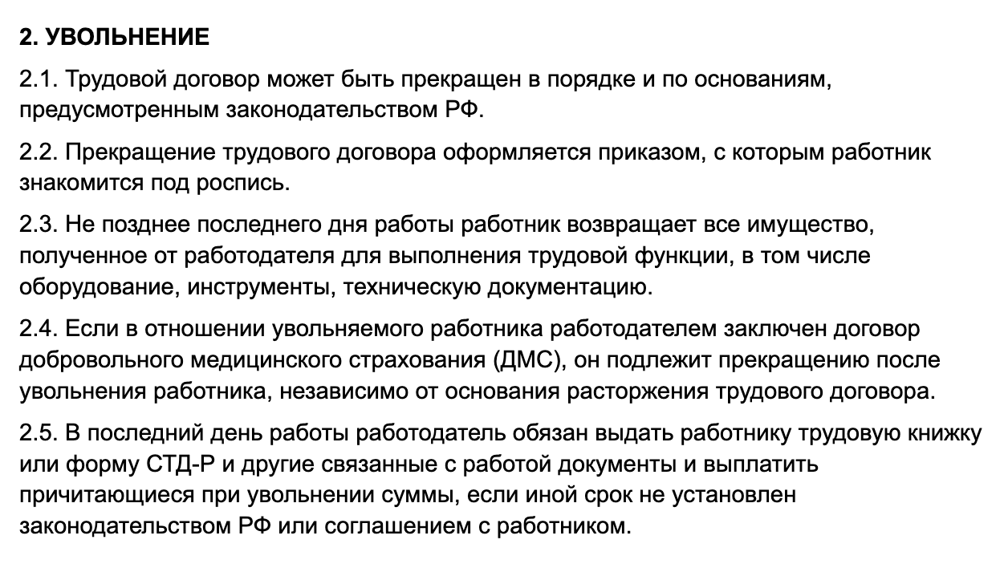 2. УВОЛЬНЕНИЕ
2.1. Трудовой договор может быть прекращен в порядке и по основаниям,
предусмотренным законодательством РФ.
2.2. Прекращение трудового договора оформляется приказом, с которым работник
знакомится под роспись.
2.3. Не позднее последнего дня работы работник возвращает все имущество,
полученное от работодателя для выполнения трудовой функции, в том числе
оборудование, инструменты, техническую документацию.
2.4. Если в отношении увольняемого работника работодателем заключен договор
добровольного медицинского страхования (ДМС), он подлежит прекращению после
увольнения работника, независимо от основания расторжения трудового договора.
2.5. В последний день работы работодатель обязан выдать работнику трудовую книжку
или форму СТД-Р и другие связанные с работой документы и выплатить
причитающиеся при увольнении суммы, если иной срок не установлен
законодательством РФ или соглашением с работником.